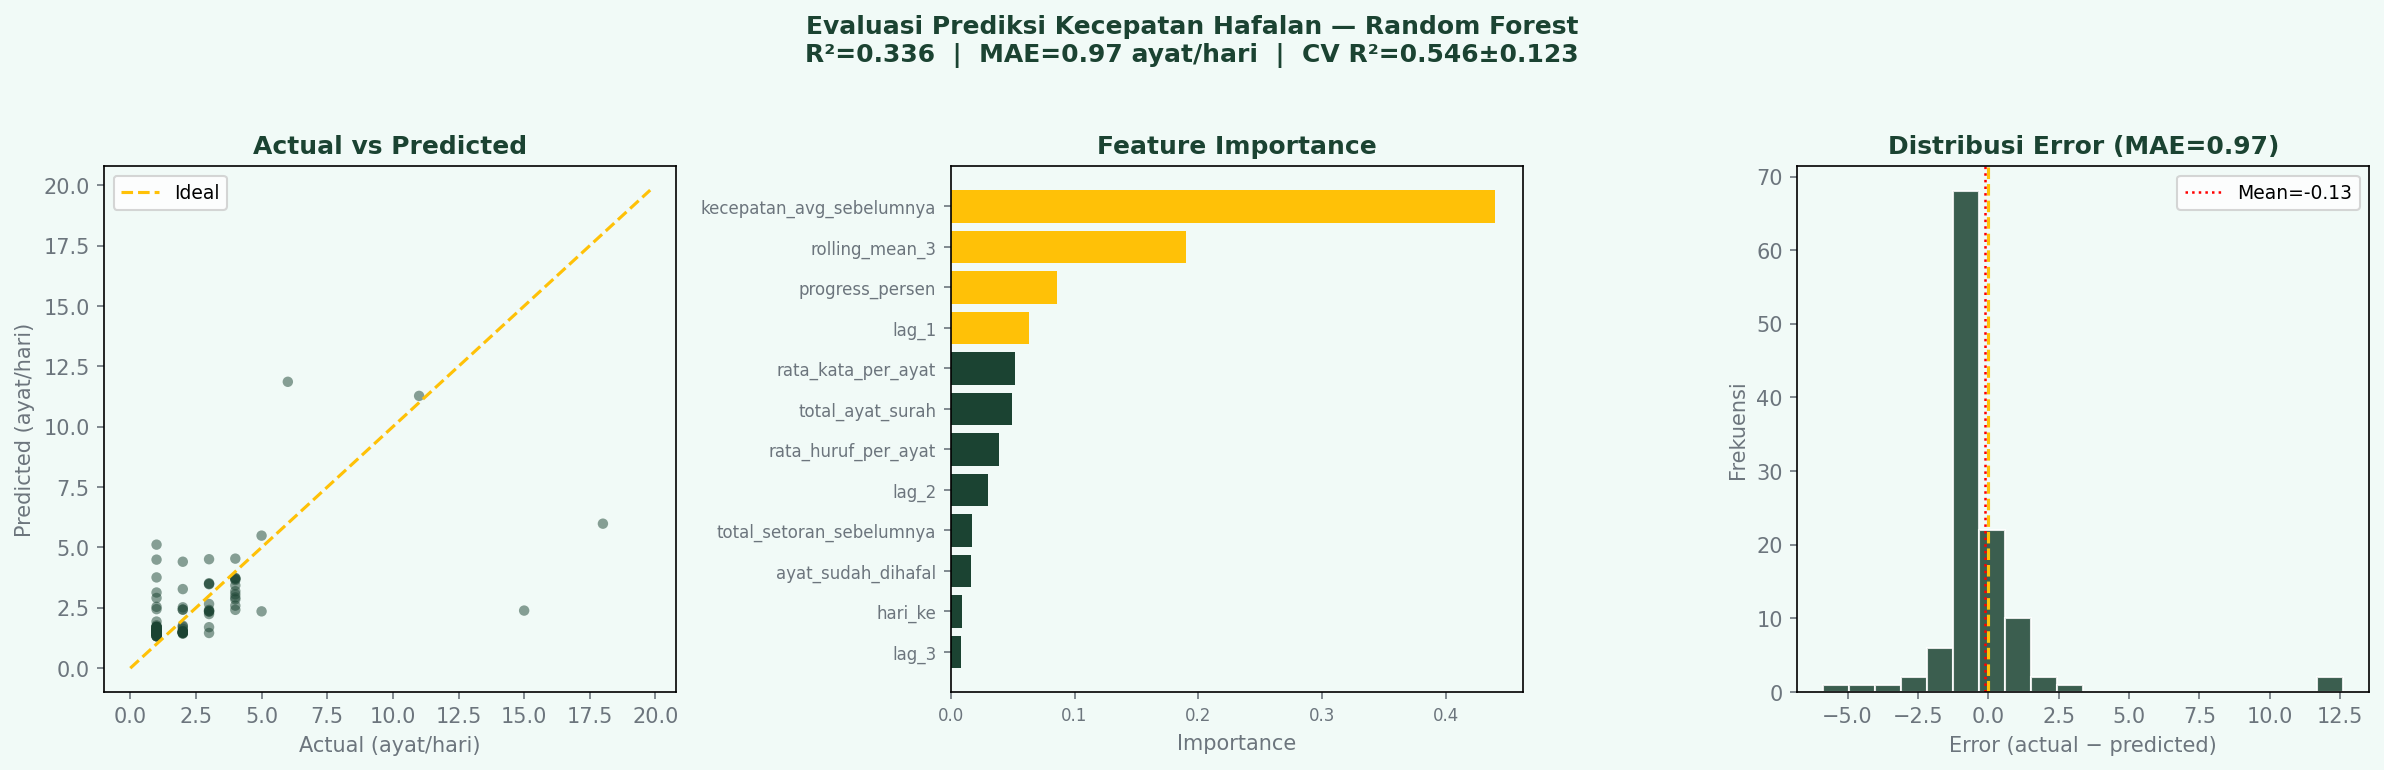 Evaluasi Prediksi Kecepatan Hafalan — Random Forest
R²=0.336 | MAE=0.97 ayat/hari | CV R²=0.546±0.123
Actual vs Predicted
Ideal
20.0
17.5
15.0
12.5
10.0
7.5
5.0
2.5
0.0
Predicted (ayat/hari)
0.0 2.5 5.0 7.5 10.0 12.5 15.0 17.5 20.0
Actual (ayat/hari)
Feature Importance
kecepatan_avg_sebelumnya
rolling_mean_3
progress_persen
lag_1
rata_kata_per_ayat
total_ayat_surah
rata_huruf_per_ayat
lag_2
total_setoran_sebelumnya
ayat_sudah_dihafal
hari_ke
lag_3
0.0 0.1 0.2 0.3 0.4
Importance
Distribusi Error (MAE=0.97)
Mean=-0.13
70
60
50
40
30
20
10
0
Frekuensi
−5.0 −2.5 0.0 2.5 5.0 7.5 10.0 12.5
Error (actual − predicted)